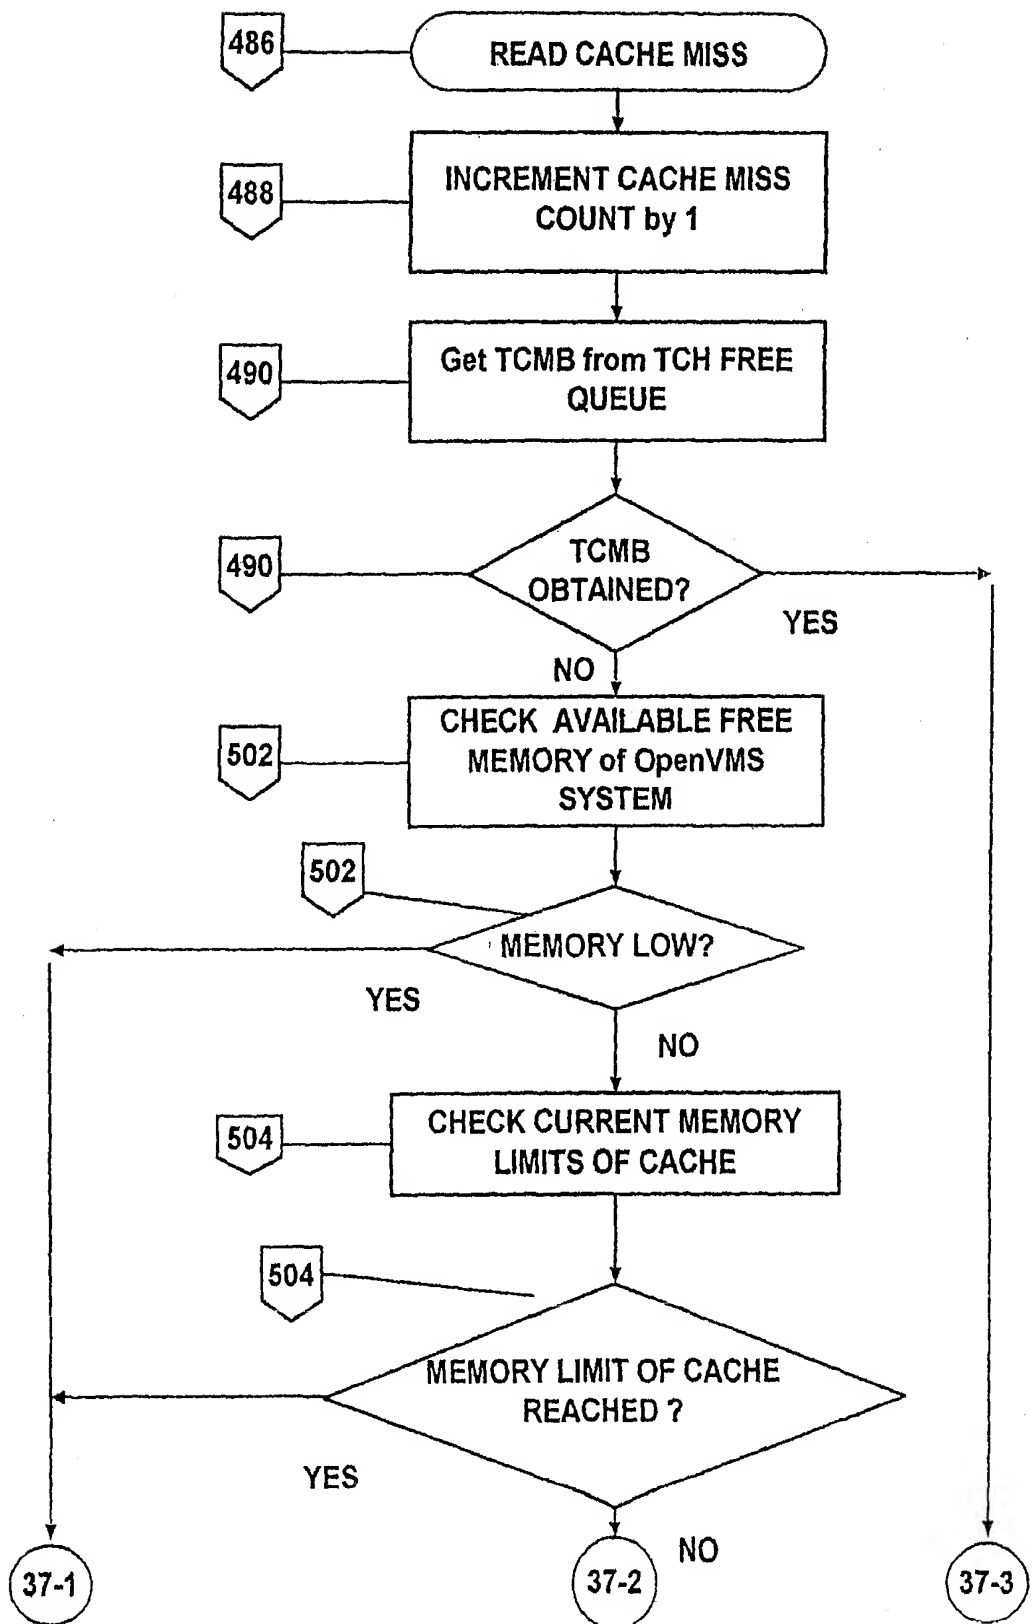 486
READ CACHE MISS
488
INCREMENT CACHE MISS
COUNT by 1
490
Get TCMB from TCH FREE
QUEUE
490
TCMB
OBTAINED?
YES
NO
502
CHECK AVAILABLE FREE
MEMORY of OpenVMS
SYSTEM
502
MEMORY LOW?
YES
NO
504
CHECK CURRENT MEMORY
LIMITS OF CACHE
504
MEMORY LIMIT OF CACHE
REACHED ?
YES
NO
37-1
37-2
37-3